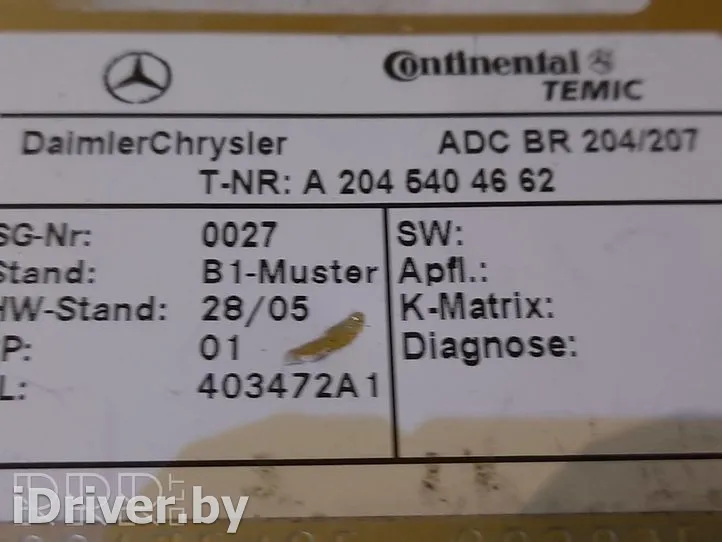 Continental
TEMIC
DaimlerChrysler ADC BR 204/207
T-NR: A 204 540 46 62
SG-Nr: 0027 SW:
Stand: B1-Muster Apfl.:
HW-Stand: 28/05 K-Matrix:
P: 01 Diagnose:
L: 403472A1
iDriver.by